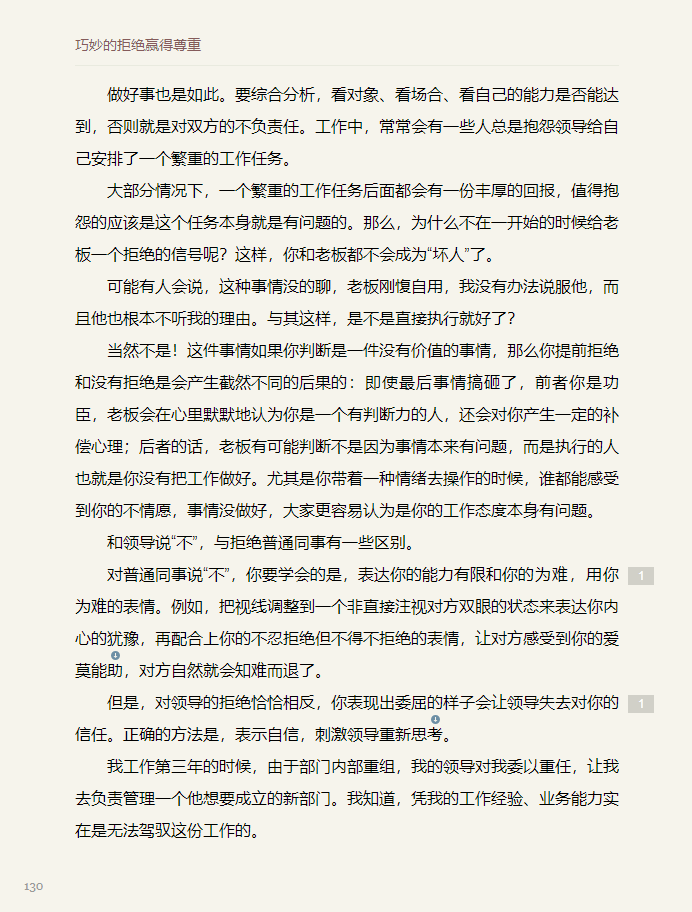 巧妙的拒绝赢得尊重
做好事也是如此。要综合分析，看对象、看场合、看自己的能力是否能达
到，否则就是对双方的不负责任。工作中，常常会有一些人总是抱怨领导给自
己安排了一个繁重的工作任务。
大部分情况下，一个繁重的工作任务后面都会有一份丰厚的回报，值得抱
怨的应该是这个任务本身就是有问题的。那么，为什么不在一开始的时候给老
板一个拒绝的信号呢？这样，你和老板都不会成为“坏人”了。
可能有人会说，这种事情没的聊，老板刚愎自用，我没有办法说服他，而
且他也根本不听我的理由。与其这样，是不是直接执行就好了？
当然不是！这件事情如果你判断是一件没有价值的事情，那么你提前拒绝
和没有拒绝是会产生截然不同的后果的：即使最后事情搞砸了，前者你是功
臣，老板会在心里默默地认为你是一个有判断力的人，还会对你产生一定的补
偿心理；后者的话，老板有可能判断不是因为事情本来有问题，而是执行的人
也就是你没有把工作做好。尤其是你带着一种情绪去操作的时候，谁都能感受
到你的不情愿，事情没做好，大家更容易认为是你的工作态度本身有问题。
和领导说“不”，与拒绝普通同事有一些区别。
对普通同事说“不”，你要学会的是，表达你的能力有限和你的为难，用你 1
为难的表情。例如，把视线调整到一个非直接注视对方双眼的状态来表达你内
心的犹豫，再配合上你的不忍拒绝但不得不拒绝的表情，让对方感受到你的爱
莫能助，对方自然就会知难而退了。
但是，对领导的拒绝恰恰相反，你表现出委屈的样子会让领导失去对你的 1
信任。正确的方法是，表示自信，刺激领导重新思考。
我工作第三年的时候，由于部门内部重组，我的领导对我委以重任，让我
去负责管理一个他想要成立的新部门。我知道，凭我的工作经验、业务能力实
在是无法驾驭这份工作的。
130